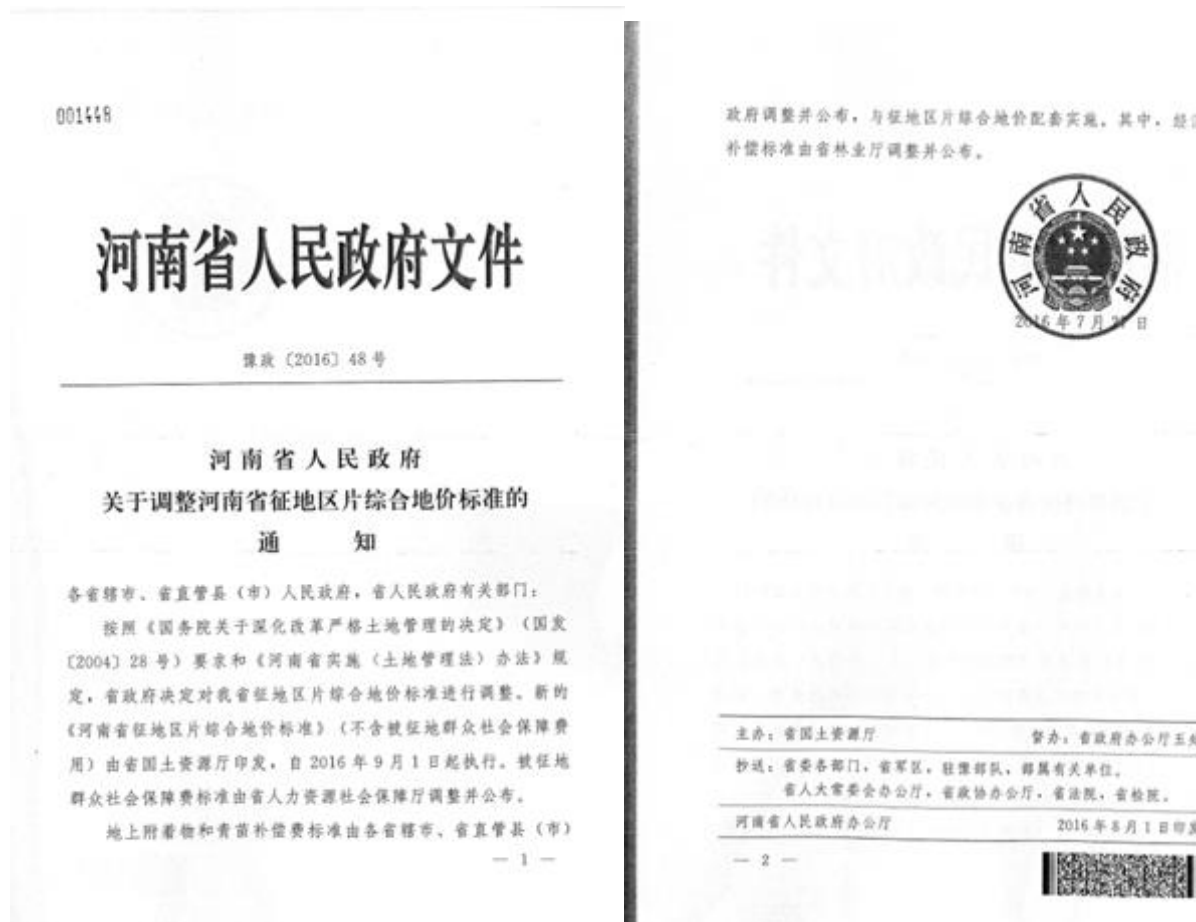 001448
河南省人民政府文件
豫政〔2016〕48号
河南省人民政府
关于调整河南省征地区片综合地价标准的
通 知
各省辖市、省直管县（市）人民政府，省人民政府有关部门：
按照《国务院关于深化改革严格土地管理的决定》（国发
〔2004〕28号）要求和《河南省实施〈土地管理法〉办法》规
定，省政府决定对我省征地区片综合地价标准进行调整。新的
《河南省征地区片综合地价标准》（不含被征地群众社会保障费
用）由省国土资源厅印发，自2016年9月1日起执行。被征地
群众社会保障费标准由省人力资源社会保障厅调整并公布。
地上附着物和青苗补偿费标准由各省辖市、省直管县（市）
— 1 —
政府调整并公布，与征地区片综合地价配套实施。其中，经
补偿标准由省林业厅调整并公布。
河南省人民政府
2016年7月 日
主办：省国土资源厅 督办：省政府办公厅五
抄送：省委各部门，省军区，驻豫部队，部属有关单位。
省人大常委会办公厅，省政协办公厅，省法院，省检院。
河南省人民政府办公厅 2016年8月1日印发
— 2 —